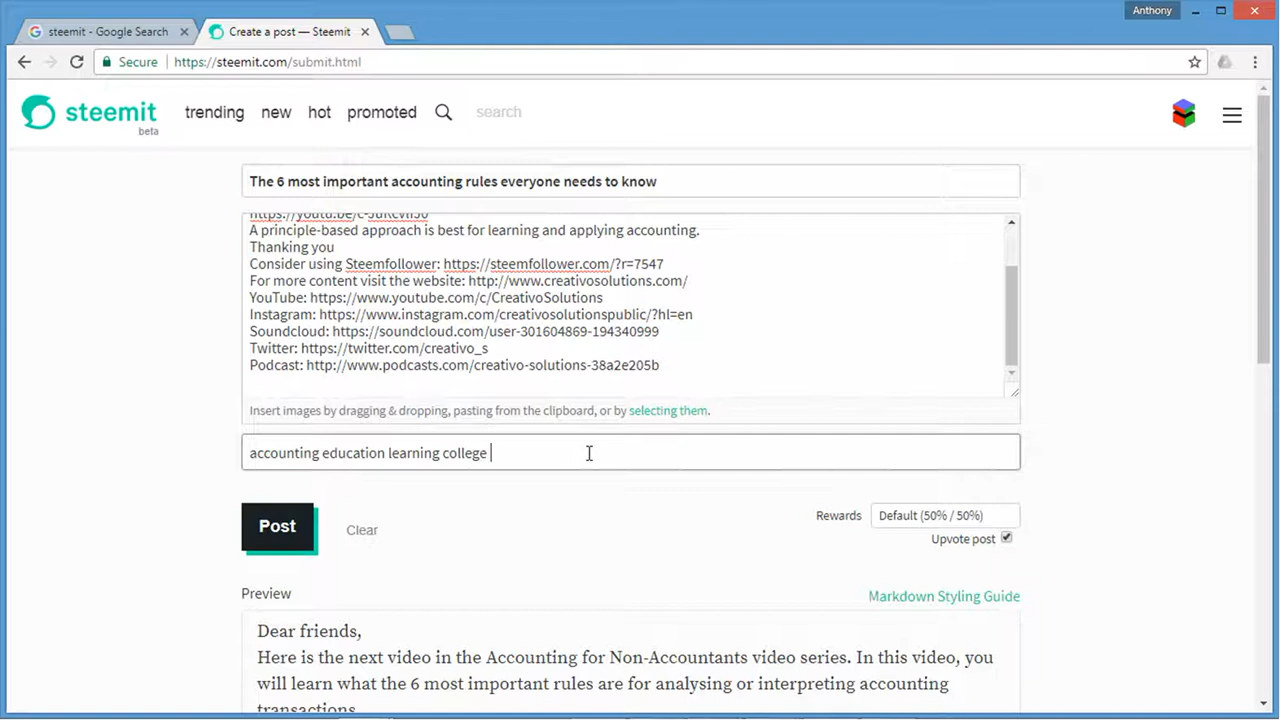 Anthony
steemit - Google Search
Create a post — Steemit
Secure https://steemit.com/submit.html
steemit
beta
trending new hot promoted search
The 6 most important accounting rules everyone needs to know
A principle-based approach is best for learning and applying accounting.
Thanking you
Consider using Steemfollower: https://steemfollower.com/?r=7547
For more content visit the website: http://www.creativosolutions.com/
YouTube: https://www.youtube.com/c/CreativoSolutions
Instagram: https://www.instagram.com/creativosolutionspublic/?hl=en
Soundcloud: https://soundcloud.com/user-301604869-194340999
Twitter: https://twitter.com/creativo_s
Podcast: http://www.podcasts.com/creativo-solutions-38a2e205b
Insert images by dragging & dropping, pasting from the clipboard, or by selecting them.
accounting education learning college
Post Clear Rewards Default (50% / 50%)
Upvote post
Preview Markdown Styling Guide
Dear friends,
Here is the next video in the Accounting for Non-Accountants video series. In this video, you
will learn what the 6 most important rules are for analysing or interpreting accounting
transactions